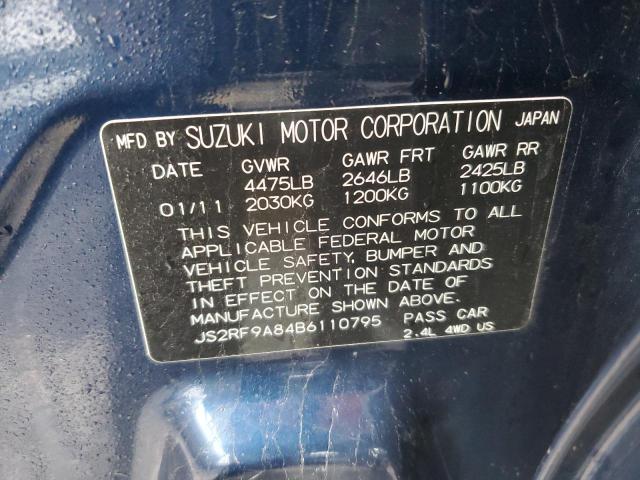 MFD BY SUZUKI MOTOR CORPORATION JAPAN
DATE GVWR GAWR FRT GAWR RR
4475LB 2646LB 2425LB
01/11 2030KG 1200KG 1100KG
THIS VEHICLE CONFORMS TO ALL
APPLICABLE FEDERAL MOTOR
VEHICLE SAFETY, BUMPER AND
THEFT PREVENTION STANDARDS
IN EFFECT ON THE DATE OF
MANUFACTURE SHOWN ABOVE.
JS2RF9A84B6110795 PASS CAR
2.4L 4WD US